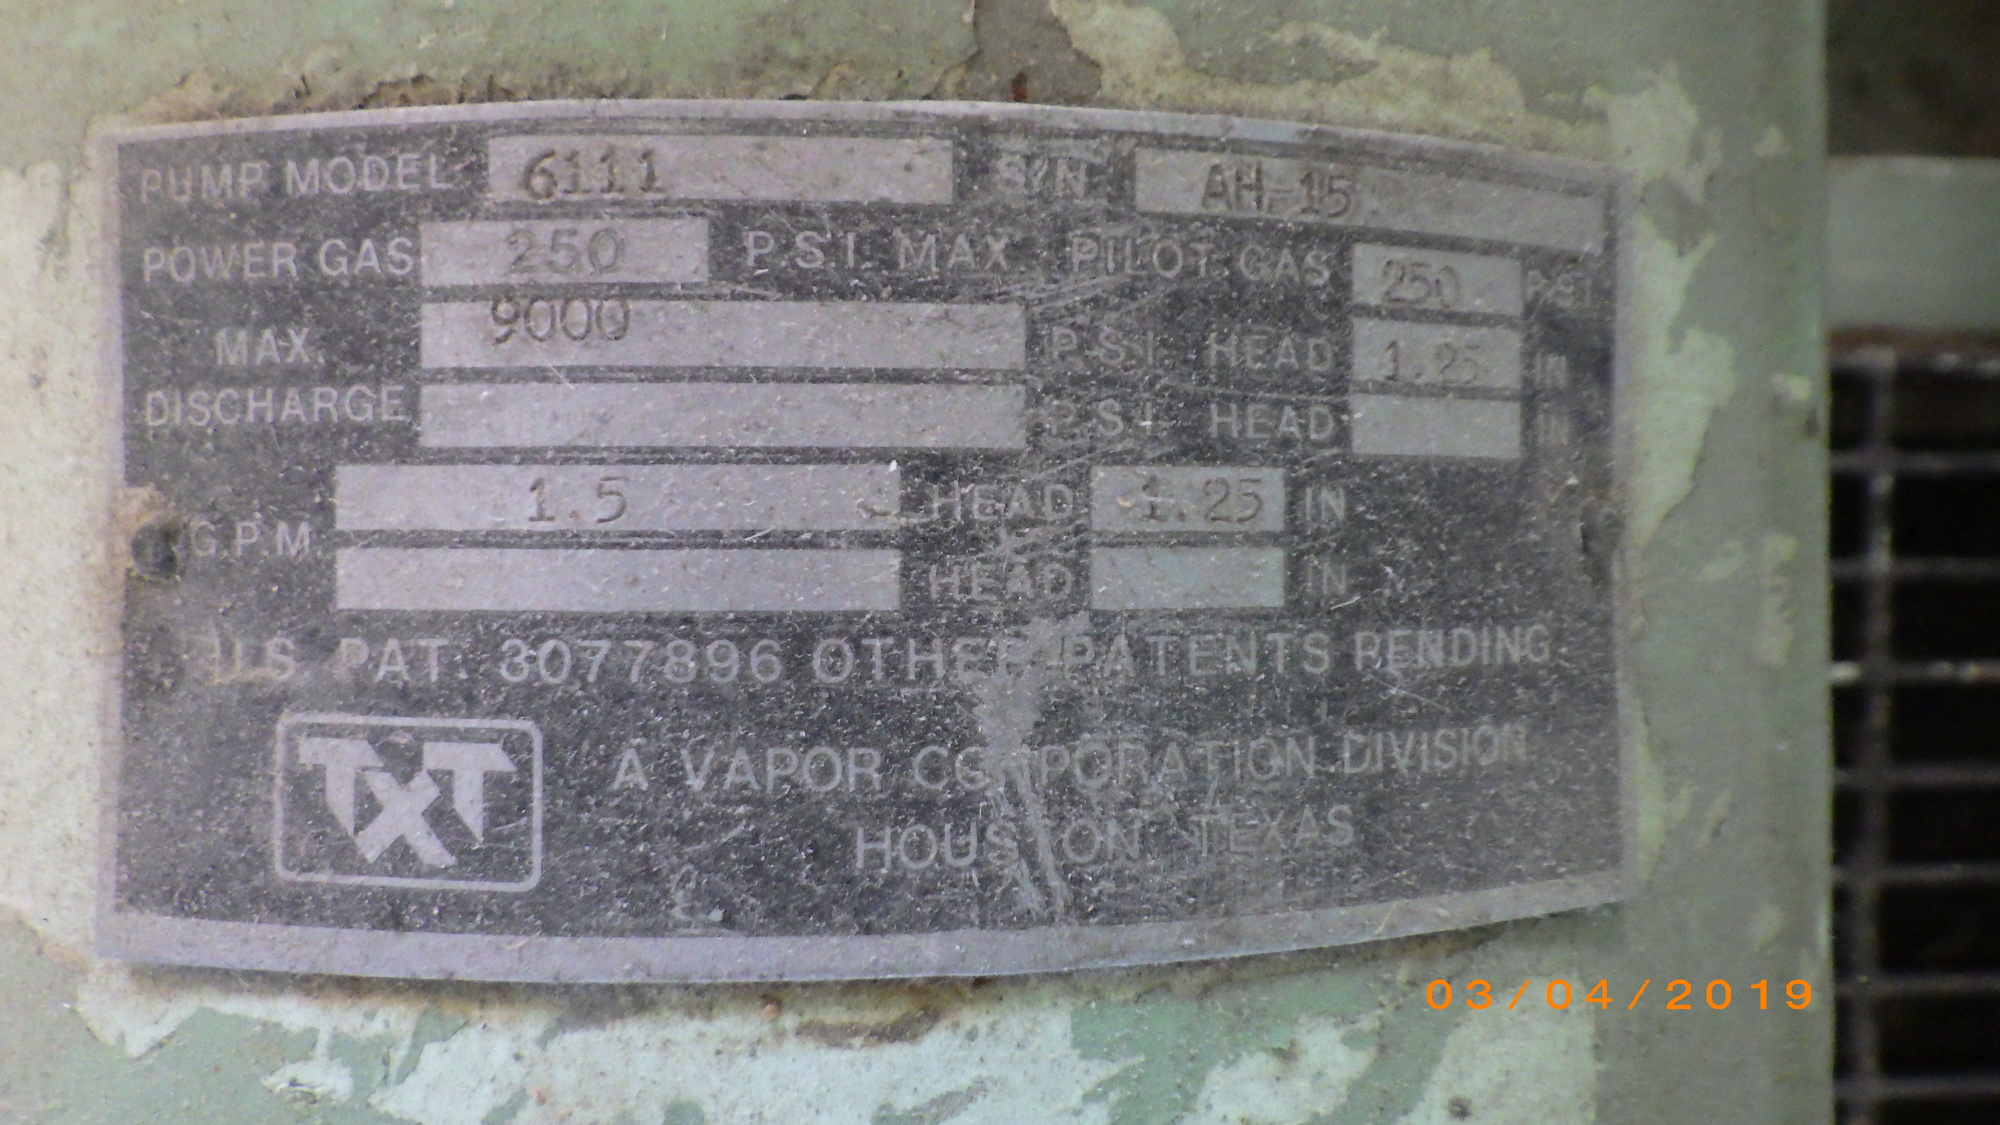 PUMP MODEL 6111 S/N AH-15
POWER GAS 250 P.S.I. MAX. PILOT GAS 250 P.S.I.
MAX. DISCHARGE 9000 P.S.I. HEAD 1.25 IN
P.S.I. HEAD IN
G.P.M. 1.5 HEAD 1.25 IN
HEAD IN
U.S. PAT. 3077896 OTHER PATENTS PENDING
TXT A VAPOR CORPORATION DIVISION
HOUSTON, TEXAS
03/04/2019